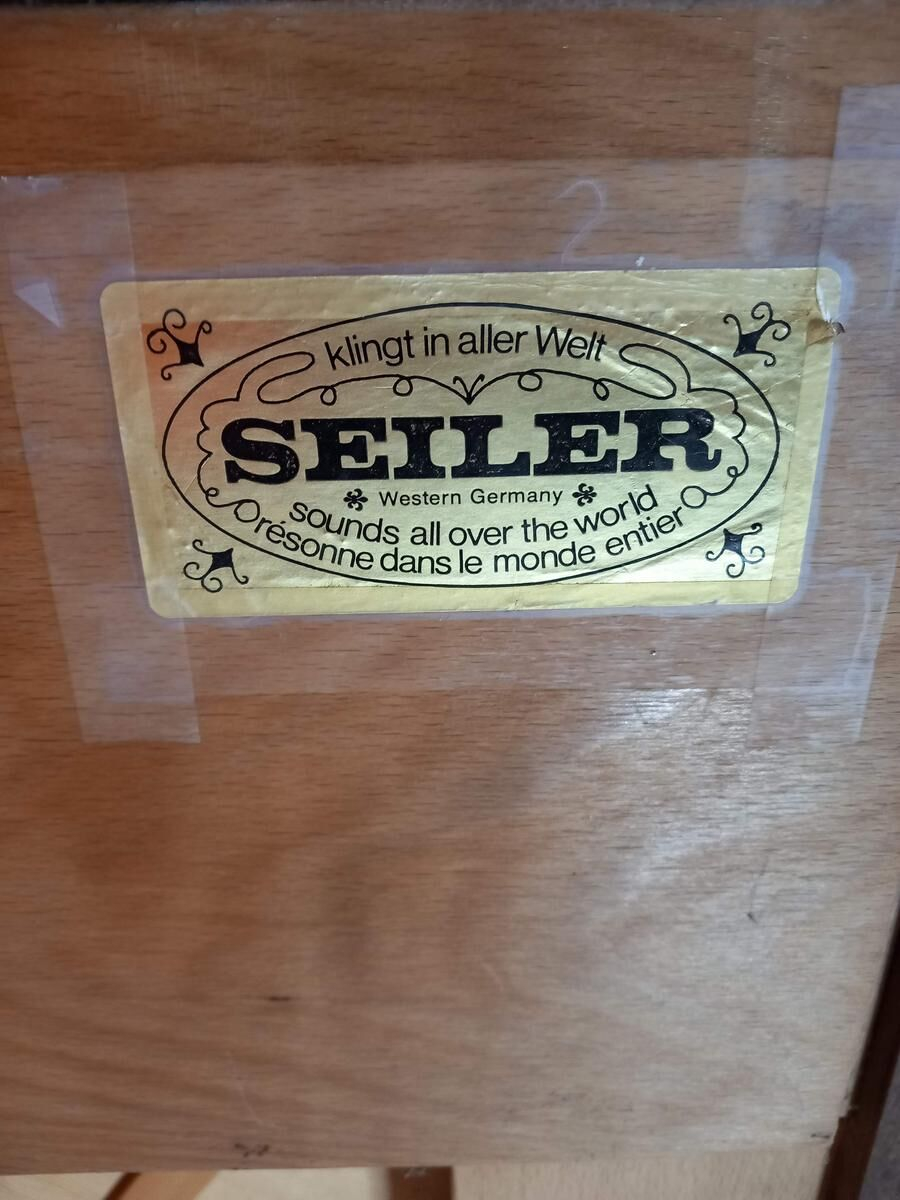 klingt in aller Welt
SEILER
Western Germany
sounds all over the world
résonne dans le monde entier